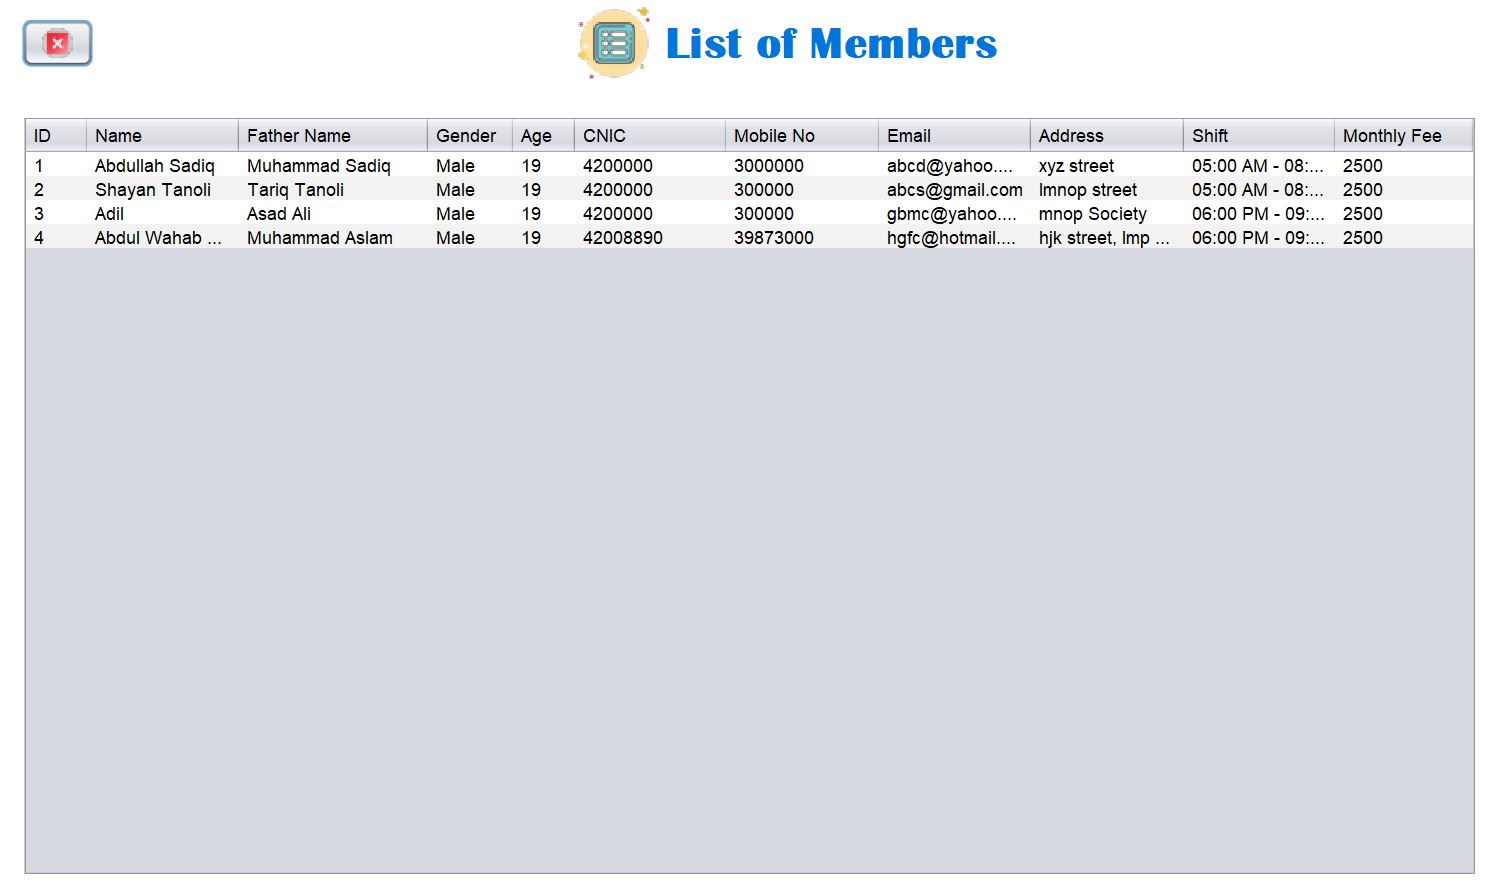 List of Members
ID Name Father Name Gender Age CNIC Mobile No Email Address Shift Monthly Fee
1 Abdullah Sadiq Muhammad Sadiq Male 19 4200000 3000000 abcd@yahoo.... xyz street 05:00 AM - 08:... 2500
2 Shayan Tanoli Tariq Tanoli Male 19 4200000 300000 abcs@gmail.com lmnop street 05:00 AM - 08:... 2500
3 Adil Asad Ali Male 19 4200000 300000 gbmc@yahoo.... mnop Society 06:00 PM - 09:... 2500
4 Abdul Wahab ... Muhammad Aslam Male 19 42008890 39873000 hgfc@hotmail.... hjk street, lmp ... 06:00 PM - 09:... 2500